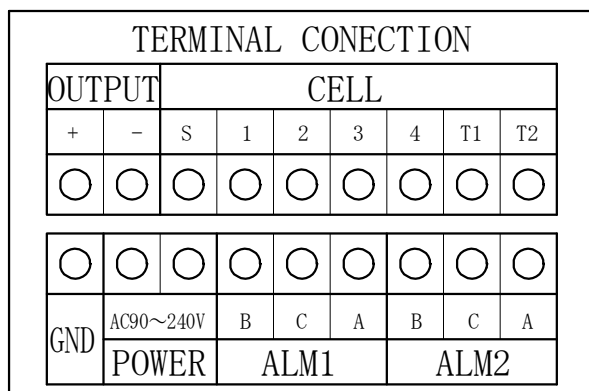 TERMINAL CONECTION
OUTPUT CELL
+ - S 1 2 3 4 T1 T2
GND AC90～240V B C A B C A
POWER ALM1 ALM2